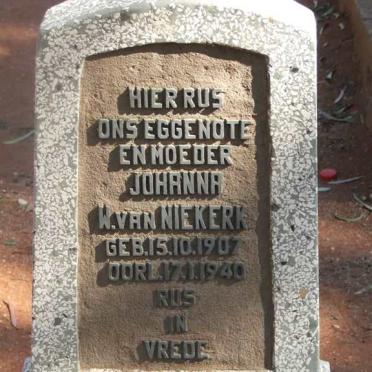 HIER RUS
ONS EGGENOTE
EN MOEDER
JOHANNA
W. VAN NIEKERK
GEB. 15.10.1907
OORL. 17.1.1940
RUS
IN
VREDE